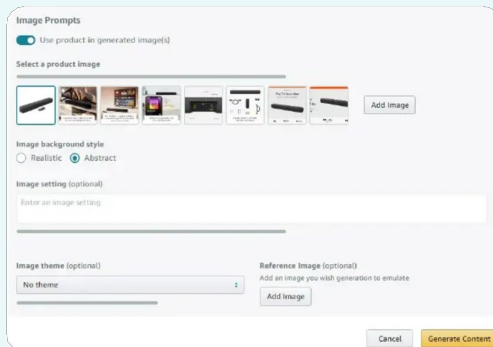 Image Prompts
Use product in generated image(s)
Select a product image
Add Image
Image background style
Realistic Abstract
Image setting (optional)
Enter an image setting
Image theme (optional)
No theme
Reference Image (optional)
Add an image you wish generation to emulate
Add Image
Cancel
Generate Content